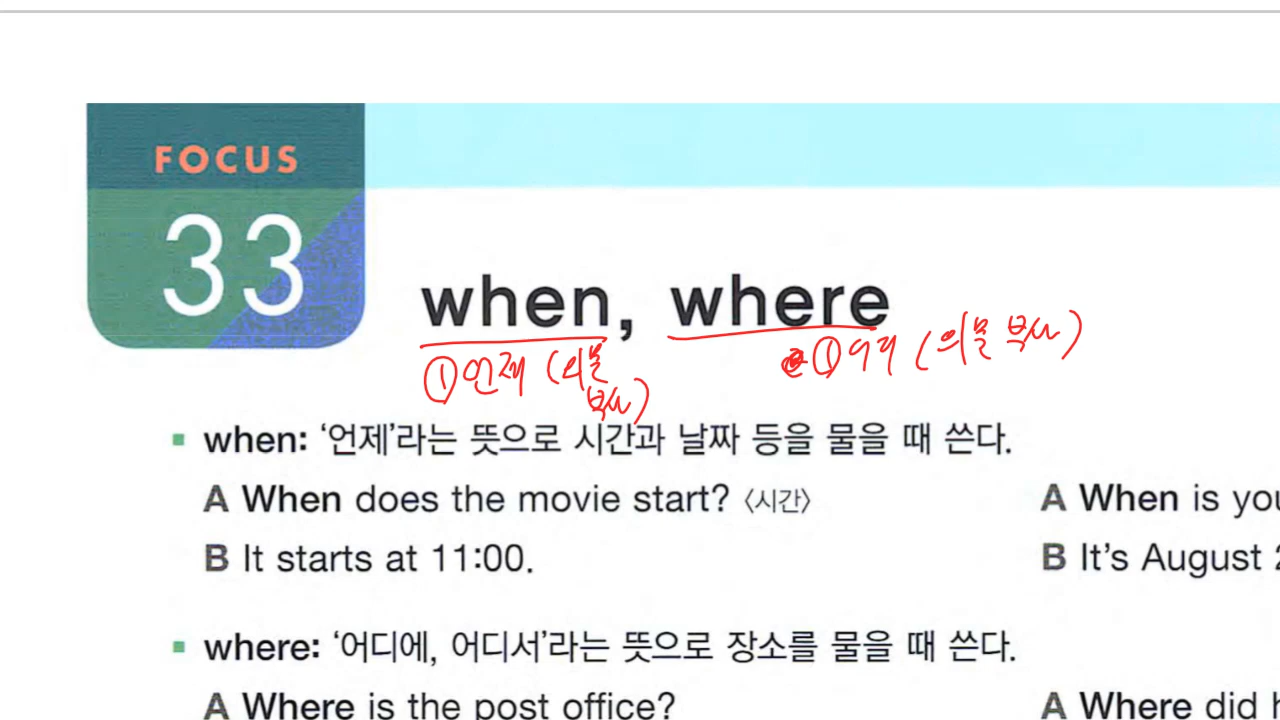 FOCUS
33
when, where
①언제 (의문
부사)
①어디 (의문 부사)
when: ‘언제’라는 뜻으로 시간과 날짜 등을 물을 때 쓴다.
A When does the movie start? 〈시간〉
A When is you
B It starts at 11:00.
B It’s August 2
where: ‘어디에, 어디서’라는 뜻으로 장소를 물을 때 쓴다.
A Where is the post office?
A Where did h